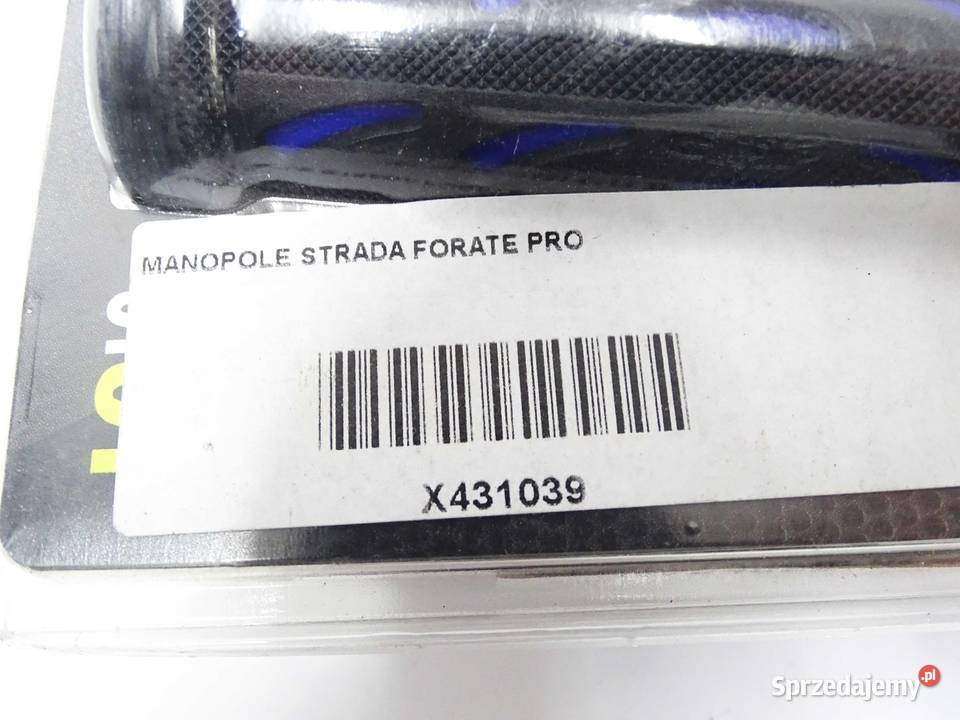 MANOPOLE STRADA FORATE PRO
X431039
Sprzedajemy.pl